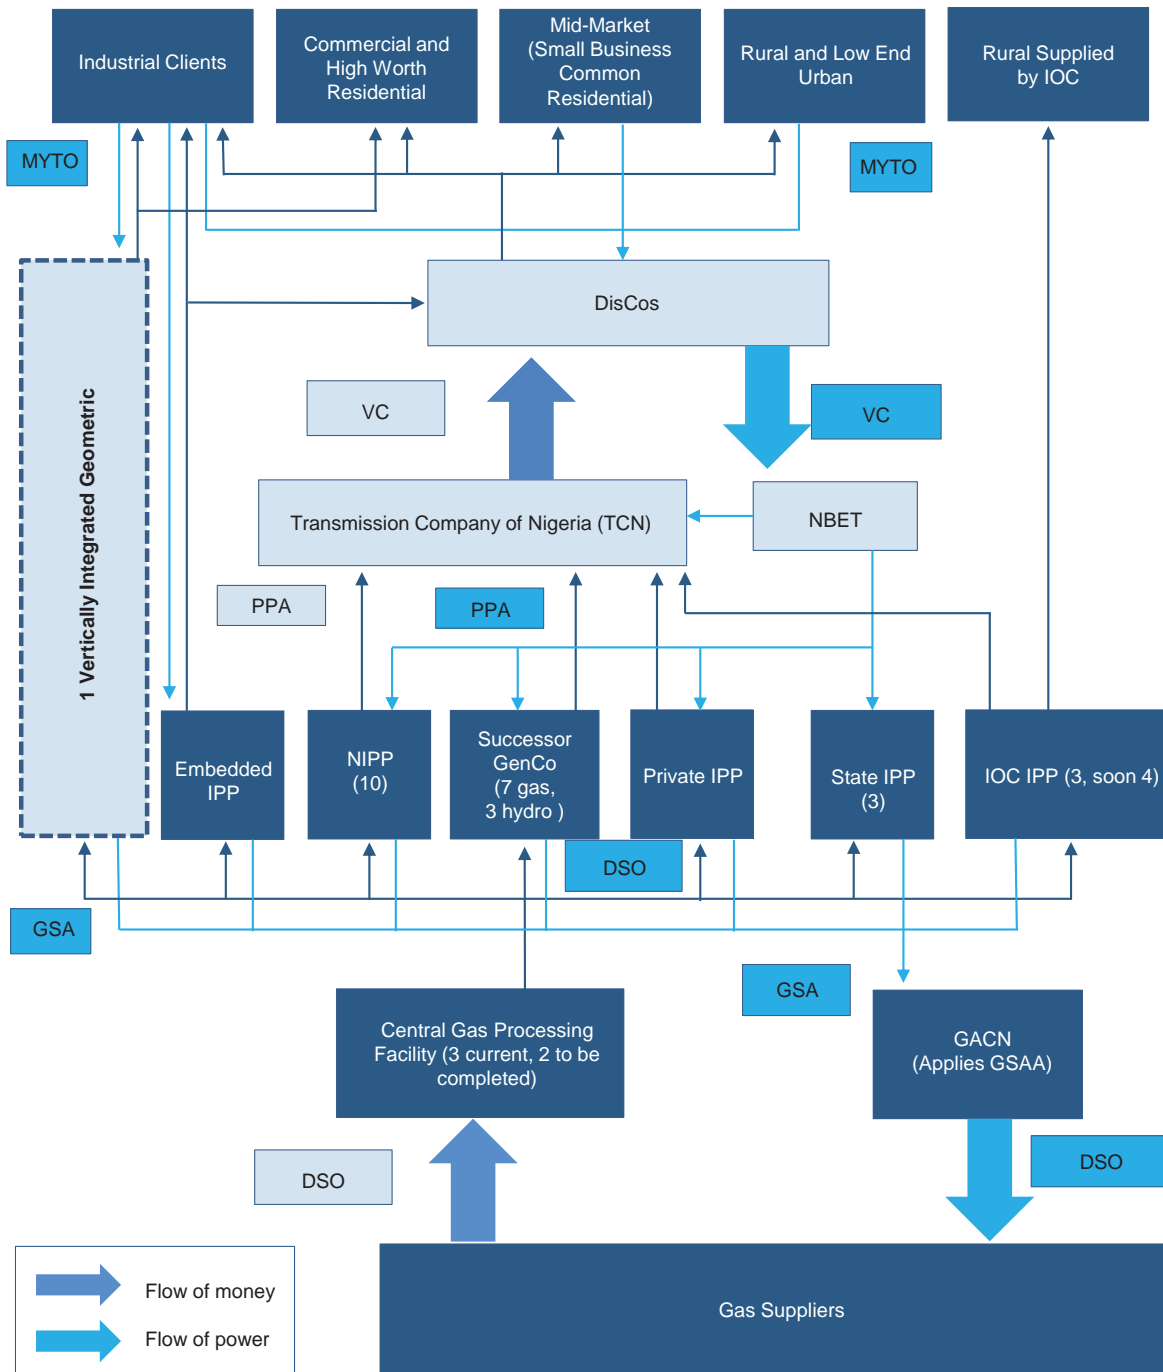 Industrial Clients
Commercial and
High Worth
Residential
Mid-Market
(Small Business
Common
Residential)
Rural and Low End
Urban
Rural Supplied
by IOC
MYTO
MYTO
1 Vertically Integrated Geometric
DisCos
VC
VC
Transmission Company of Nigeria (TCN)
NBET
PPA
PPA
Embedded
IPP
NIPP
(10)
Successor
GenCo
(7 gas,
3 hydro )
Private IPP
State IPP
(3)
IOC IPP (3, soon 4)
DSO
GSA
GSA
Central Gas Processing
Facility (3 current, 2 to be
completed)
GACN
(Applies GSAA)
DSO
DSO
Flow of money
Flow of power
Gas Suppliers